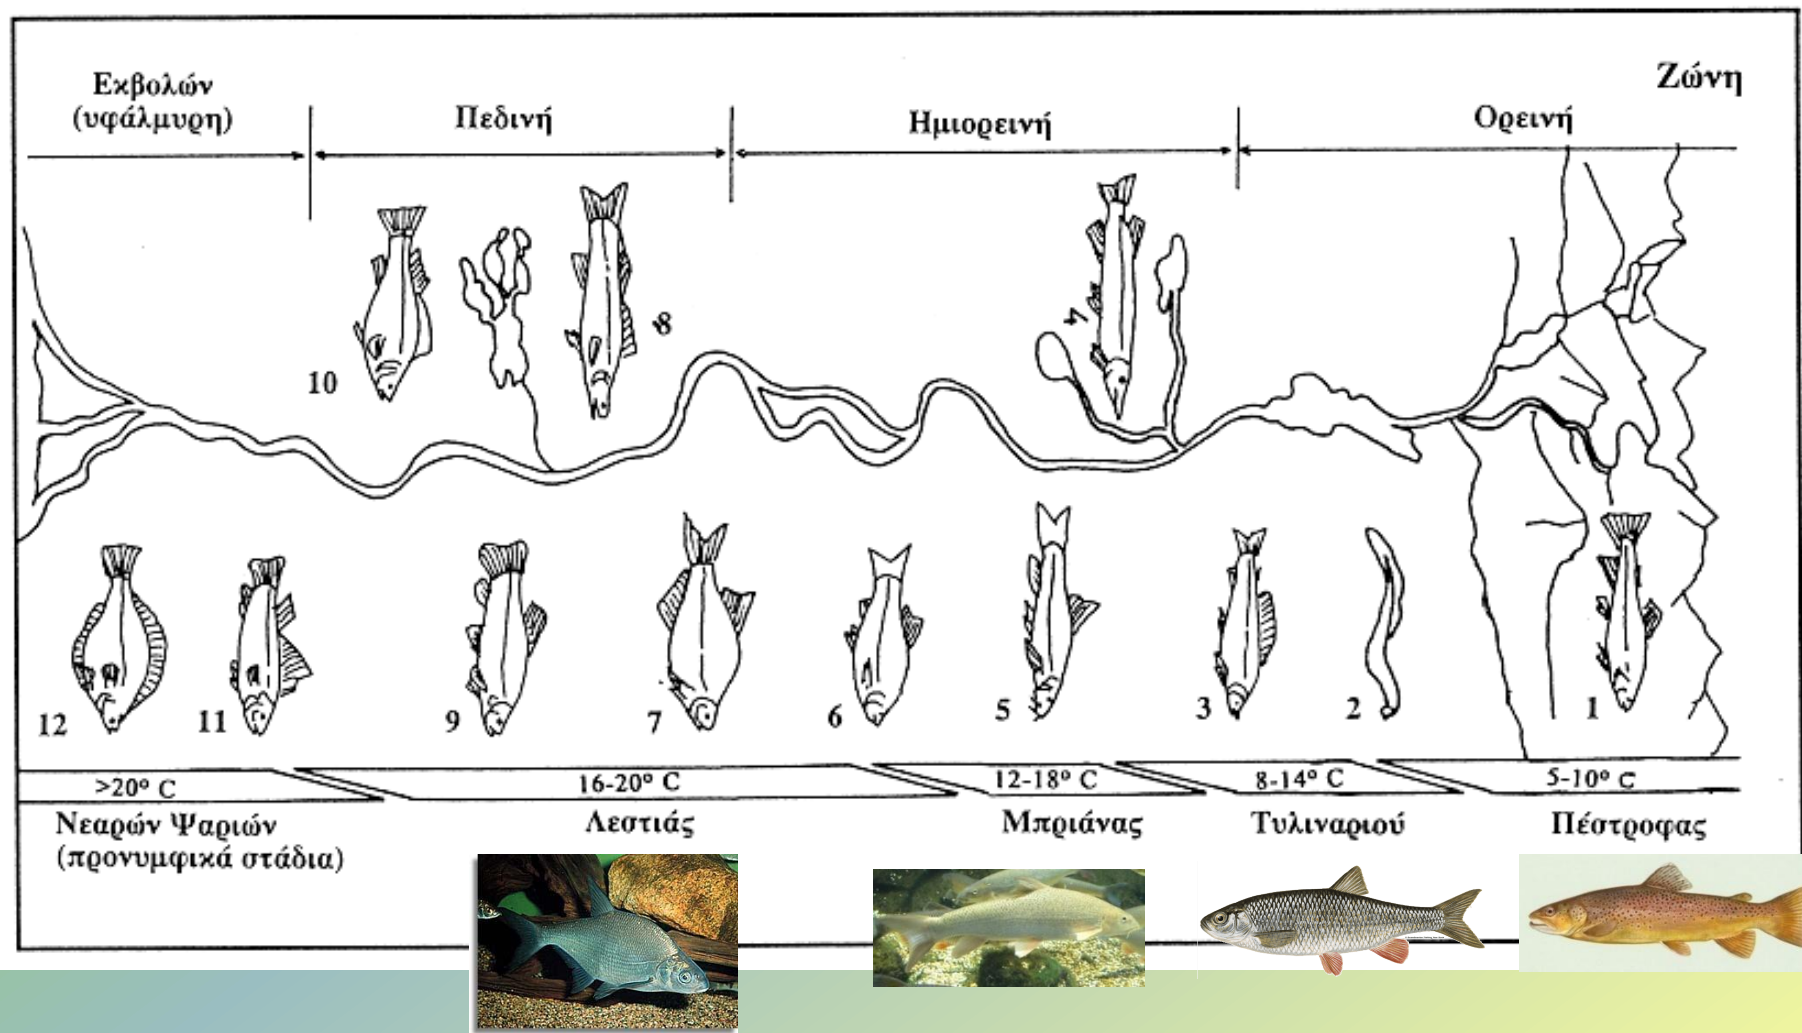 Ζώνη
Εκβολών
(υφάλμυρη)
Πεδινή
Ημιορεινή
Ορεινή
10
8
4
12
11
9
7
6
5
3
2
1
>20° C
16-20° C
12-18° C
8-14° C
5-10° C
Νεαρών Ψαριών
(προνυμφικά στάδια)
Λεστιάς
Μπριάνας
Τυλιναριού
Πέστροφας